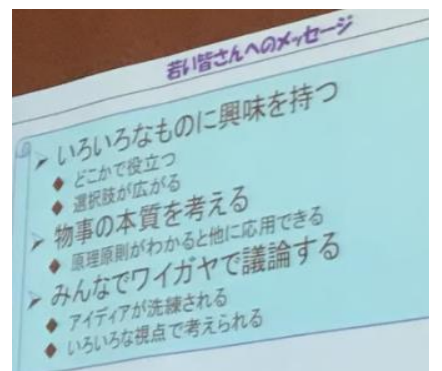 若い皆さんへのメッセージ
➢ いろいろなものに興味を持つ
◆ どこかで役立つ
◆ 選択肢が広がる
➢ 物事の本質を考える
◆ 原理原則がわかると他に応用できる
➢ みんなでワイガヤで議論する
◆ アイディアが洗練される
◆ いろいろな視点で考えられる